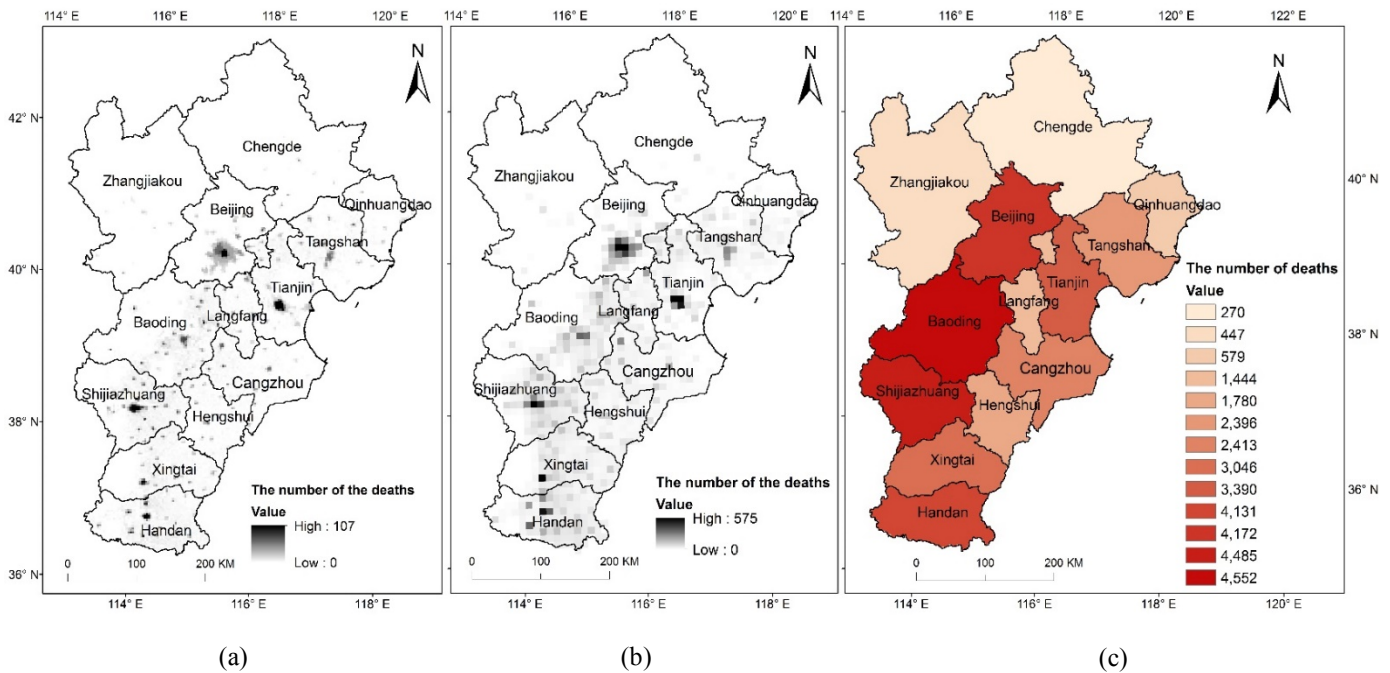 114° E 116° E 118° E 120° E
N
42° N
40° N
38° N
36° N
Chengde
Zhangjiakou
Beijing
Qinhuangdao
Tangshan
Tianjin
Langfang
Baoding
Cangzhou
Shijiazhuang
Hengshui
Xingtai
Handan
The number of the deaths
Value
High : 107
Low : 0
0 100 200 KM
114° E 116° E 118° E
(a)
114° E 116° E 118° E 120° E
N
Chengde
Zhangjiakou
Beijing
Qinhuangdao
Tangshan
Tianjin
Langfang
Baoding
Cangzhou
Shijiazhuang
Hengshui
Xingtai
Handan
The number of the deaths
Value
High : 575
Low : 0
0 100 200 KM
114° E 116° E 118° E
(b)
116° E 118° E 120° E 122° E
N
40° N
38° N
36° N
Chengde
Zhangjiakou
Beijing
Qinhuangdao
Tangshan
Tianjin
Langfang
Baoding
Cangzhou
Shijiazhuang
Hengshui
Xingtai
Handan
The number of deaths
Value
270
447
579
1,444
1,780
2,396
2,413
3,046
3,390
4,131
4,172
4,485
4,552
0 100 200 KM
114° E 116° E 118° E 120° E
(c)